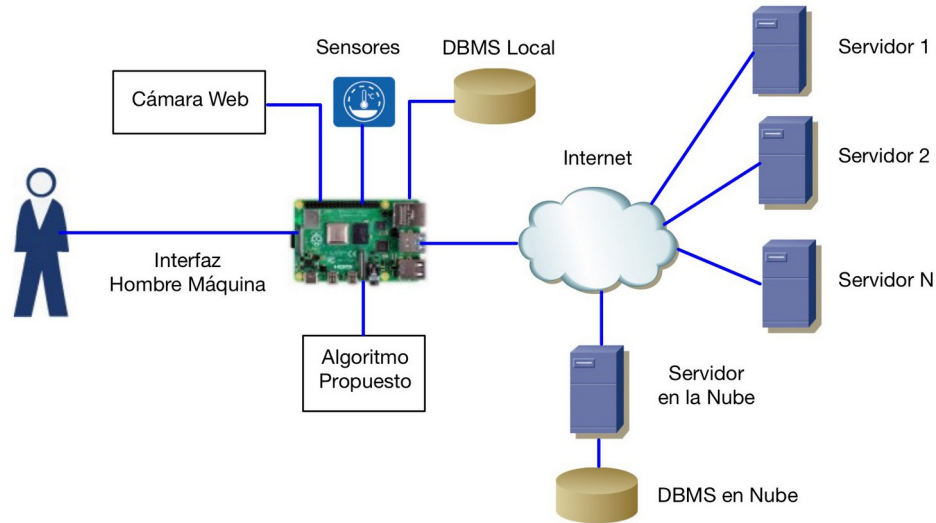 Sensores
DBMS Local
Servidor 1
Cámara Web
°C
Internet
Servidor 2
Interfaz
Hombre Máquina
HDMI
Servidor N
Algoritmo
Propuesto
Servidor
en la Nube
DBMS en Nube